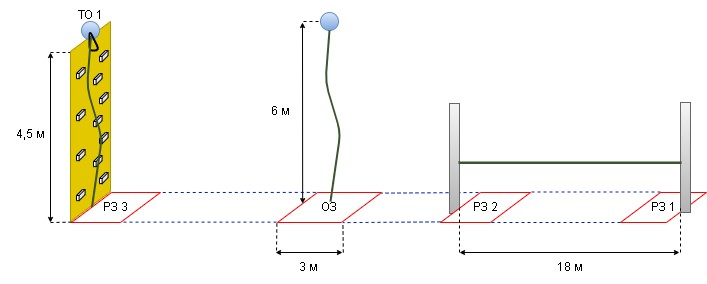 ТО 1
6 м
4,5 м
РЗ 3
ОЗ
РЗ 2
РЗ 1
3 м
18 м